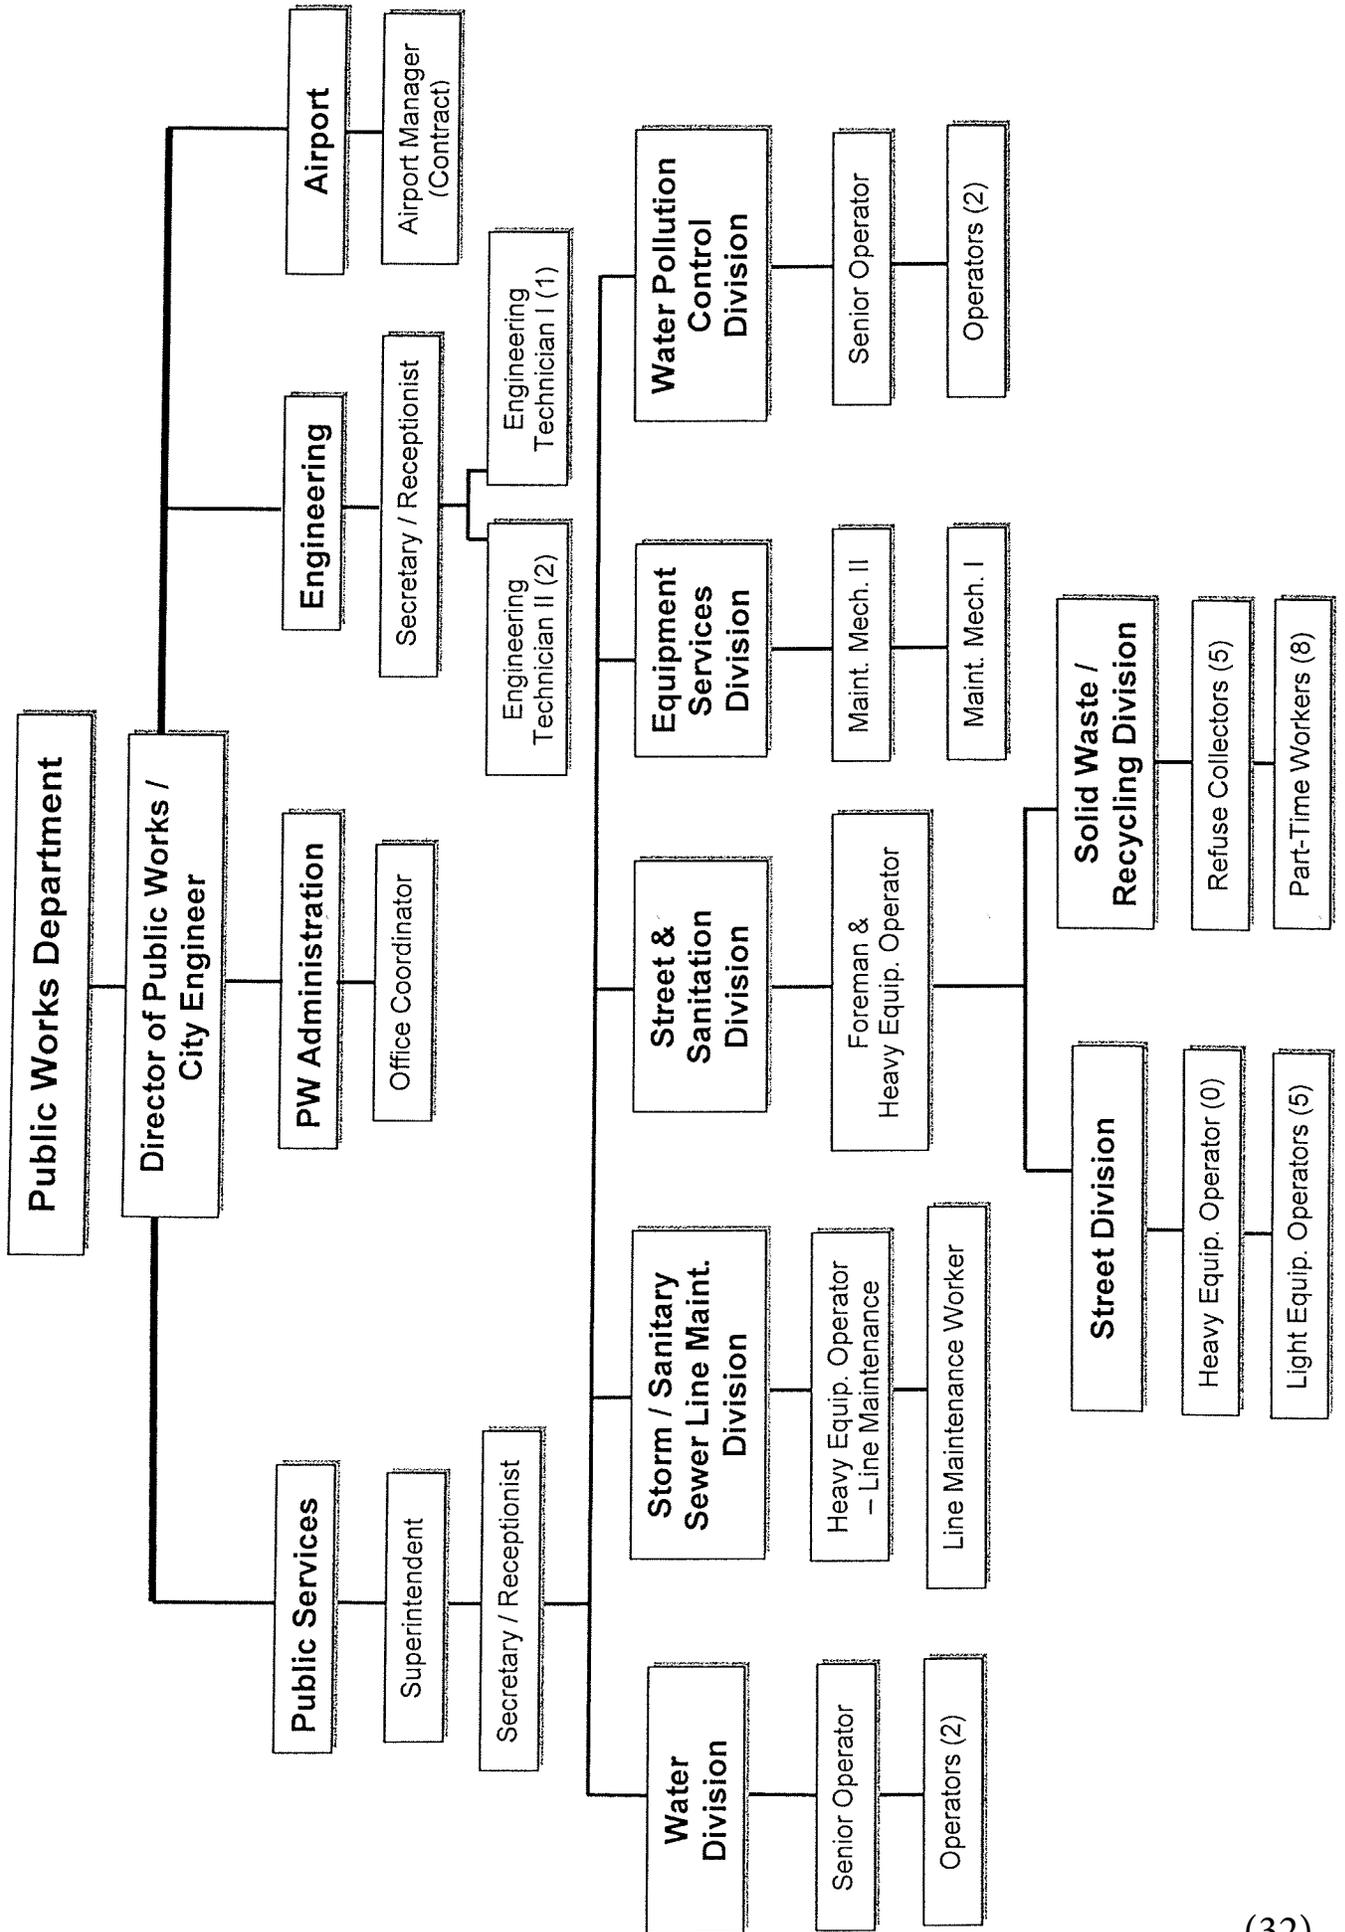 Public Works Department
Director of Public Works /
City Engineer
Public Services
Superintendent
Secretary / Receptionist
PW Administration
Office Coordinator
Engineering
Secretary / Receptionist
Engineering
Technician II (2)
Engineering
Technician I (1)
Airport
Airport Manager
(Contract)
Water
Division
Senior Operator
Operators (2)
Storm / Sanitary
Sewer Line Maint.
Division
Heavy Equip. Operator
– Line Maintenance
Line Maintenance Worker
Street &
Sanitation
Division
Foreman &
Heavy Equip. Operator
Street Division
Heavy Equip. Operator (0)
Light Equip. Operators (5)
Solid Waste /
Recycling Division
Refuse Collectors (5)
Part-Time Workers (8)
Equipment
Services
Division
Maint. Mech. II
Maint. Mech. I
Water Pollution
Control
Division
Senior Operator
Operators (2)
(32)